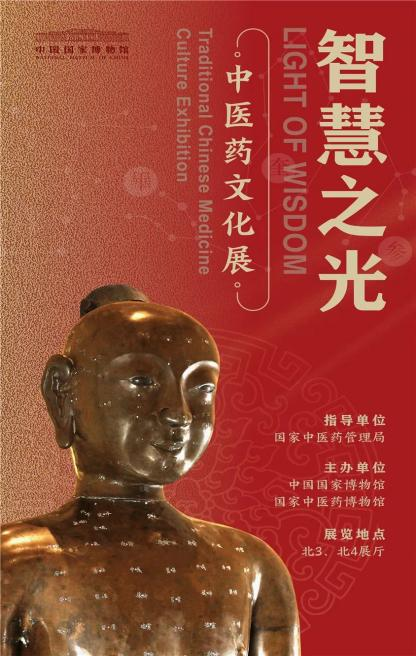 中国国家博物馆
NATIONAL MUSEUM OF CHINA
智慧之光
LIGHT OF WISDOM
中医药文化展
Traditional Chinese Medicine
Culture Exhibition
指导单位
国家中医药管理局
主办单位
中国国家博物馆
国家中医药博物馆
展览地点
北3、北4展厅